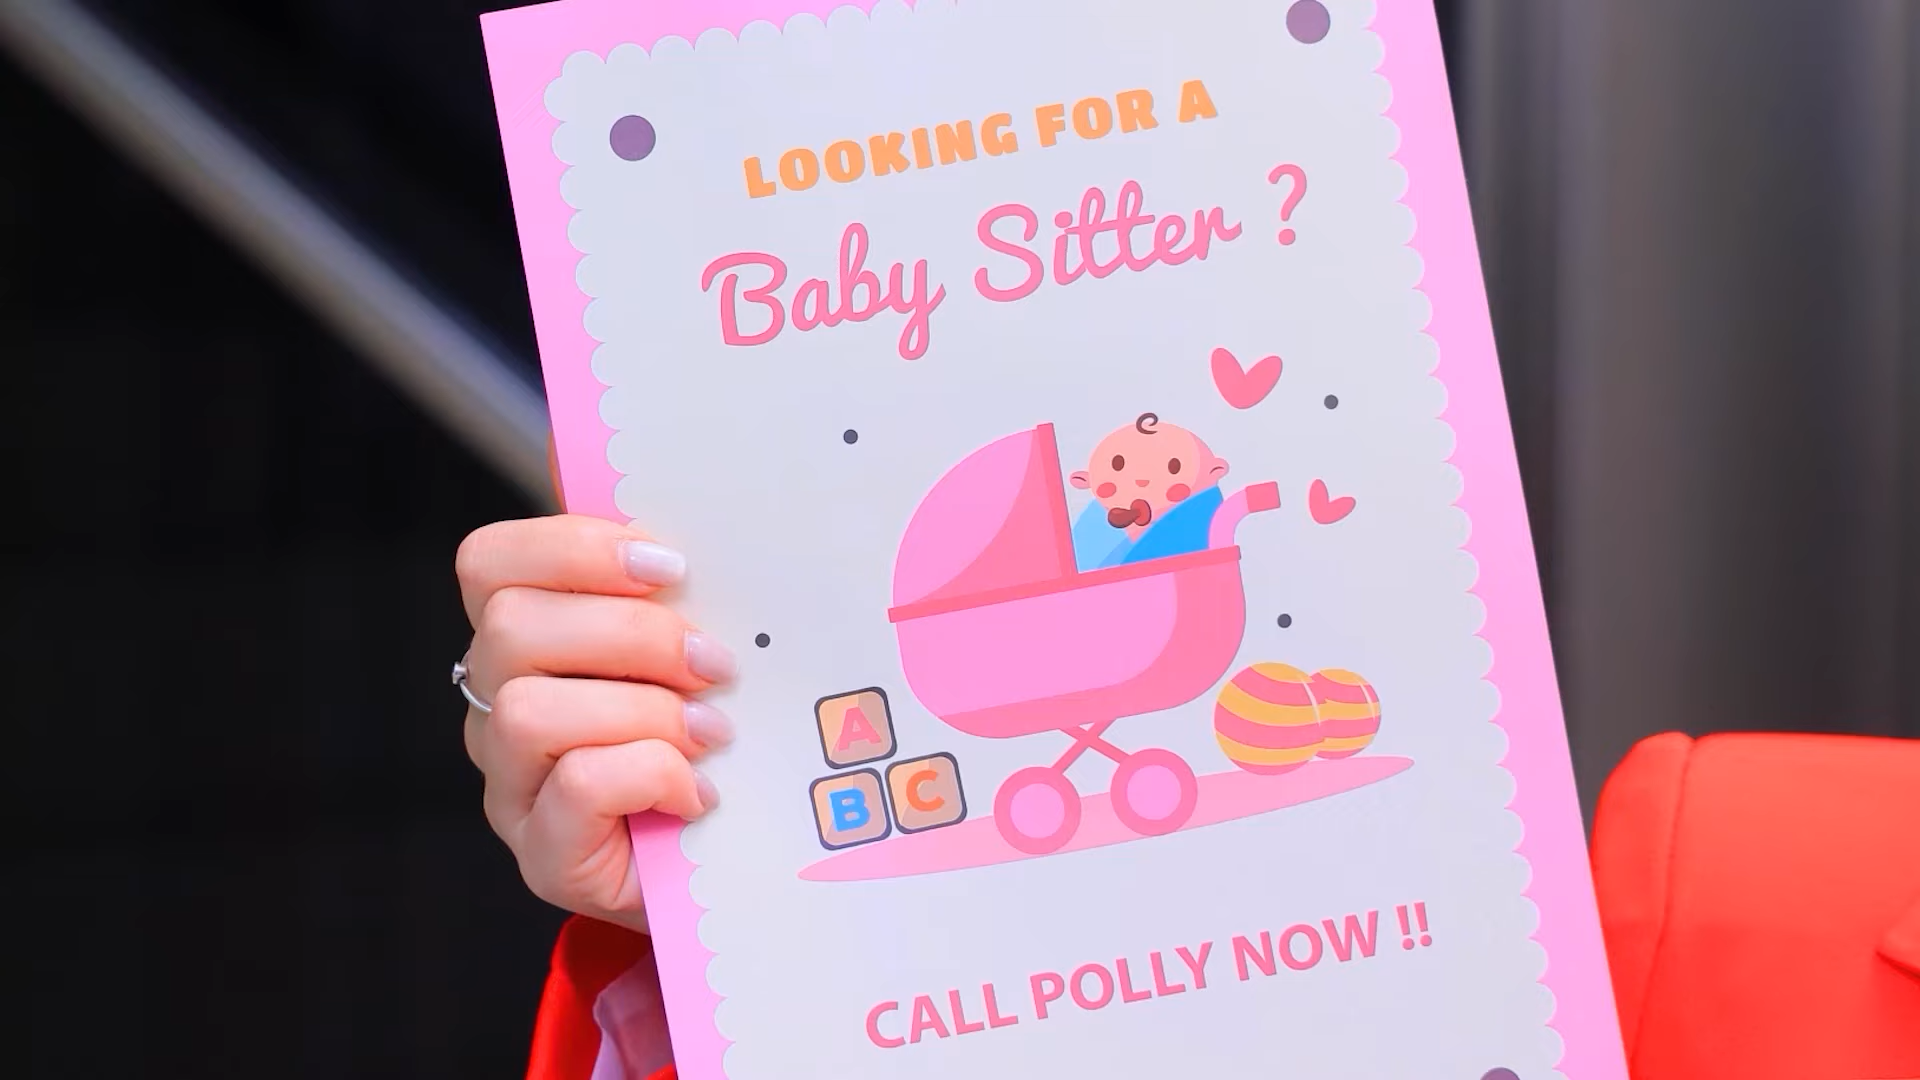 LOOKING FOR A
Baby Sitter ?
A
B C
CALL POLLY NOW !!